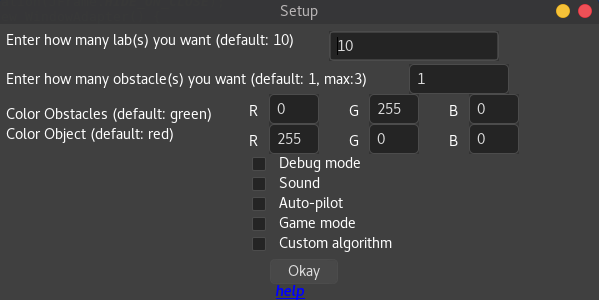 Setup
Enter how many lab(s) you want (default: 10) 10
Enter how many obstacle(s) you want (default: 1, max:3) 1
Color Obstacles (default: green) R 0 G 255 B 0
Color Object (default: red) R 255 G 0 B 0
Debug mode
Sound
Auto-pilot
Game mode
Custom algorithm
Okay
help